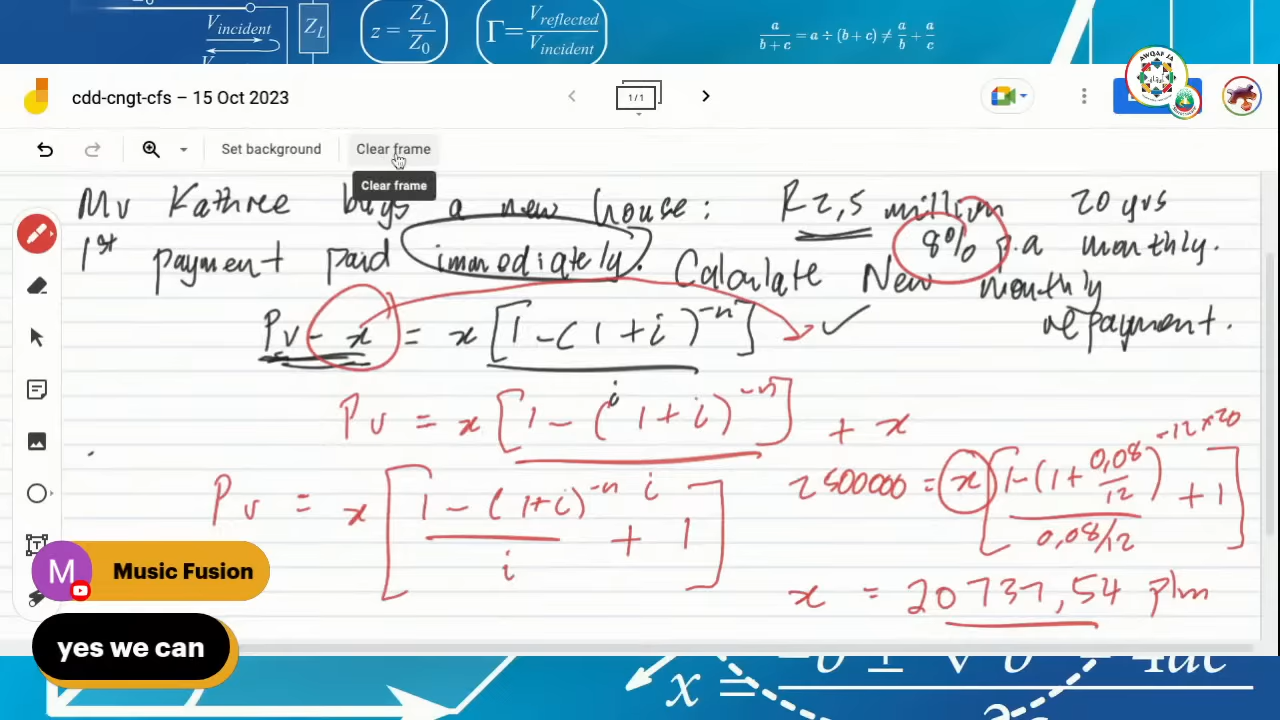 V_incident
Z_L
z = Z_L / Z_0
Γ = V_reflected / V_incident
a / (b + c) = a ÷ (b + c) ≠ a/b + a/c
cdd-cngt-cfs – 15 Oct 2023
1/1
Set background
Clear frame
Clear frame
Mr Kathree buys a new house: R2,5 million 20 yrs
1st payment paid immediately. 8% p.a monthly.
Calculate New monthly repayment.
Pv - x = x [1 - (1 + i)^-n] / i ✓
Pv = x [1 - (1 + i)^-n] / i + x
Pv = x [ (1 - (1+i)^-n) / i + 1 ]
2500000 = x [ (1 - (1 + 0,08/12)^-12×20) / (0,08/12) + 1 ]
x = 20 737,54 p/m
M
Music Fusion
yes we can